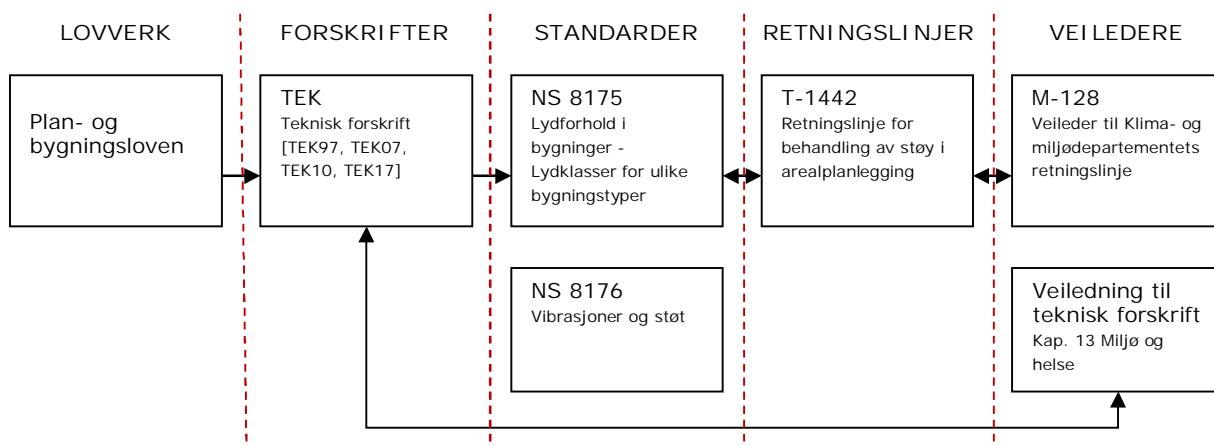 LOVVERK
FORSKRIFTER
STANDARDER
RETNINGSLINJER
VEILEDERE
Plan- og
bygningsloven
TEK
Teknisk forskrift
[TEK97, TEK07,
TEK10, TEK17]
NS 8175
Lydforhold i
bygninger -
Lydklasser for ulike
bygningstyper
T-1442
Retningslinje for
behandling av støy i
arealplanlegging
M-128
Veileder til Klima- og
miljødepartementets
retningslinje
NS 8176
Vibrasjoner og støt
Veiledning til
teknisk forskrift
Kap. 13 Miljø og
helse